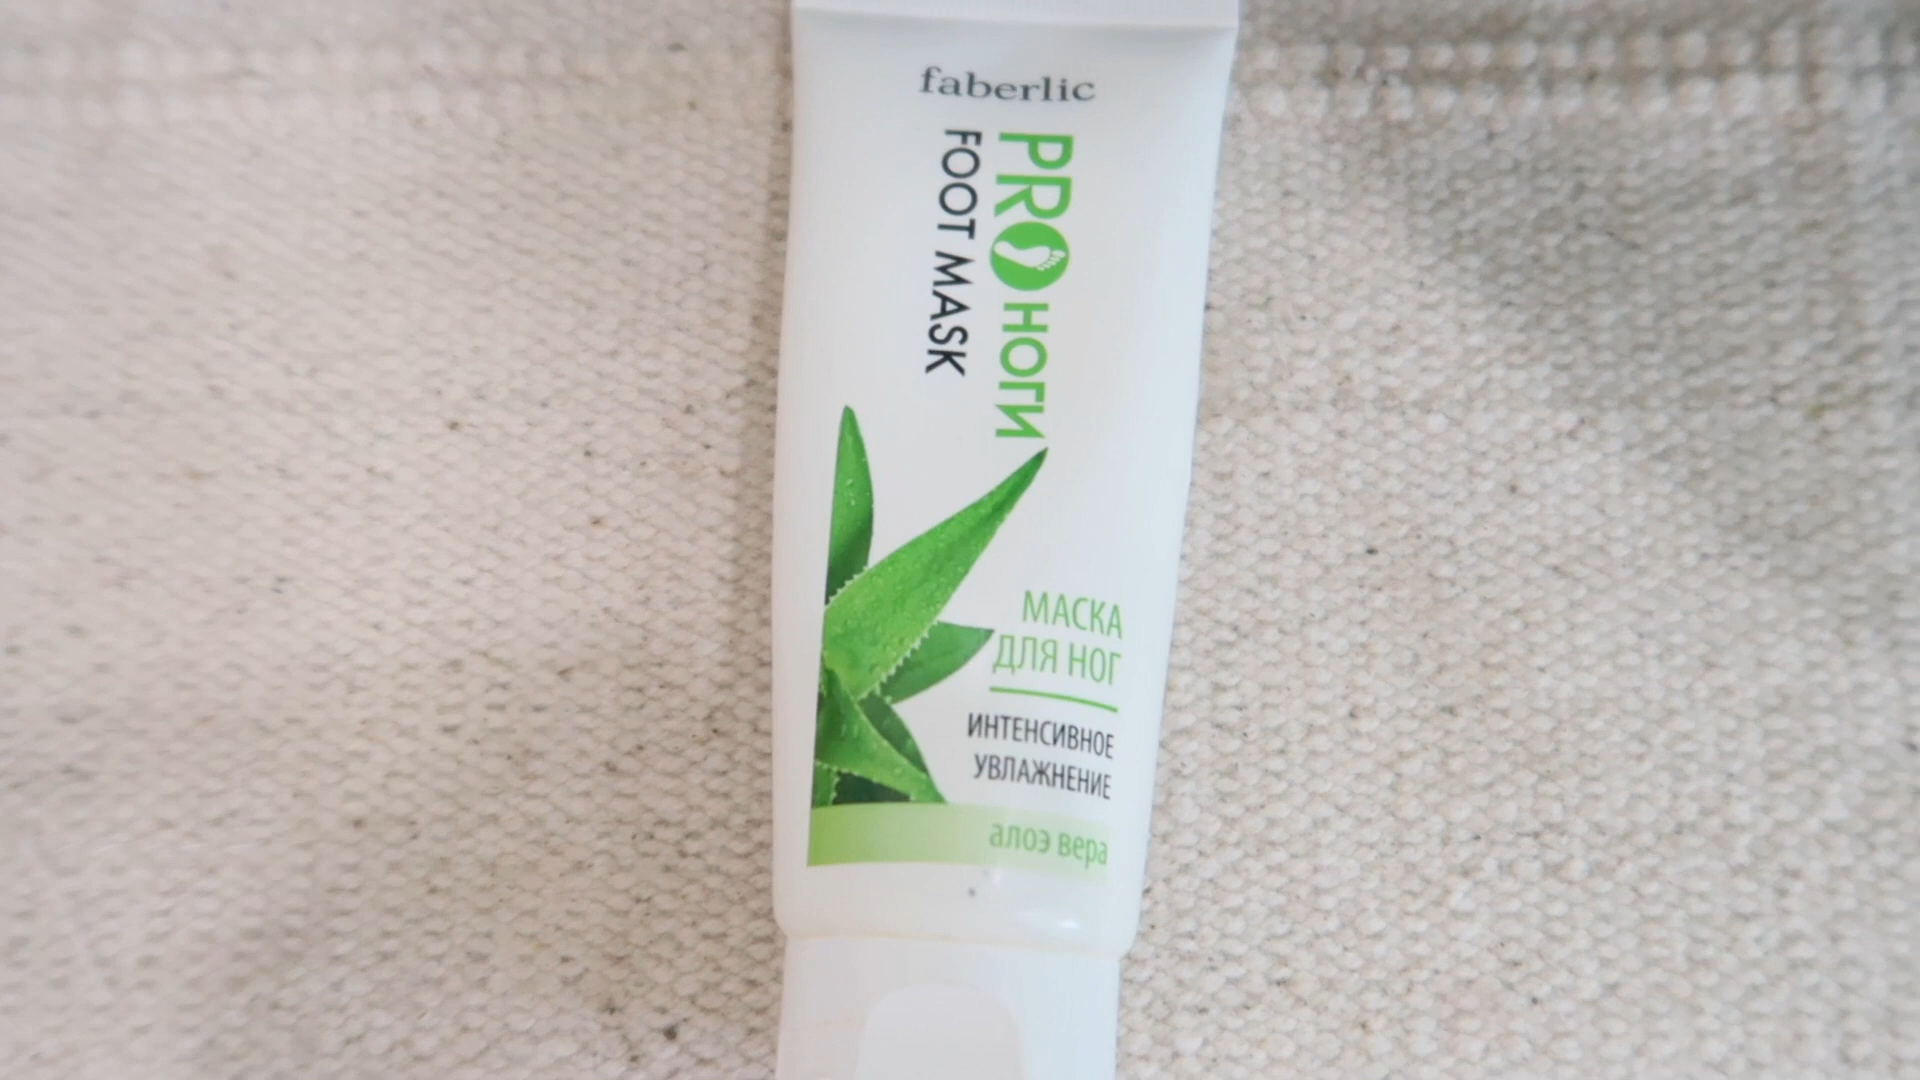 faberlic
PRO НОГИ
FOOT MASK
МАСКА
ДЛЯ НОГ
ИНТЕНСИВНОЕ
УВЛАЖНЕНИЕ
алоэ вера